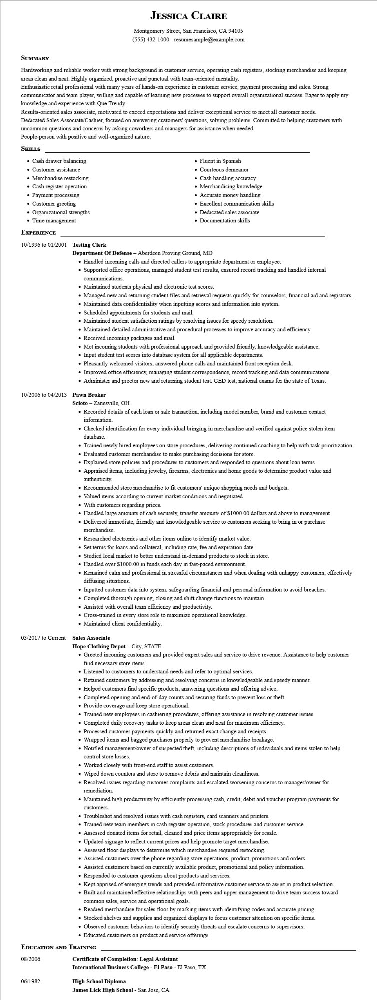 Jessica Claire
Montgomery Street, San Francisco, CA 94105
(555) 432-1000 - resumesample@example.com
Summary
Hardworking and reliable worker with strong background in customer service, operating cash registers, stocking merchandise and keeping
areas clean and neat. Highly organized, proactive and punctual with team-oriented mentality.
Enthusiastic retail professional with many years of hands-on experience in customer service, payment processing and sales. Strong
communicator and team player, willing and capable of learning new processes to support overall organizational success. Eager to apply my
knowledge and experience with Que Trendy.
Results-oriented sales associate, motivated to exceed expectations and deliver exceptional service to meet all customer needs.
Dedicated Sales Associate/Cashier, focused on answering customers' questions, solving problems. Committed to helping customers with
uncommon questions and concerns by asking coworkers and managers for assistance when needed.
People-person with positive and well-organized nature.
Skills
• Cash drawer balancing
• Customer assistance
• Merchandise restocking
• Cash register operation
• Payment processing
• Customer greeting
• Organizational strengths
• Time management
• Fluent in Spanish
• Courteous demeanor
• Cash handling accuracy
• Merchandising knowledge
• Accurate money handling
• Excellent communication skills
• Dedicated sales associate
• Documentation skills
Experience
10/1996 to 01/2001 Testing Clerk
Department Of Defense – Aberdeen Proving Ground, MD
• Handled incoming calls and directed callers to appropriate department or employee.
• Supported office operations, managed student test results, ensured record tracking and handled internal
communications.
• Maintained students physical and electronic test scores.
• Managed new and returning student files and retrieval requests quickly for counselors, financial aid and registrars.
• Maintained data confidentiality when inputting scores and information into system.
• Scheduled appointments for students and mail.
• Maintained student satisfaction ratings by resolving issues for speedy resolution.
• Maintained detailed administrative and procedural processes to improve accuracy and efficiency.
• Received incoming packages and mail.
• Met incoming students with professional approach and provided friendly, knowledgeable assistance.
• Input student test scores into database system for all applicable departments.
• Pleasantly welcomed visitors, answered phone calls and maintained front reception desk.
• Improved office efficiency, managing student correspondence, record tracking and data communications.
• Administer and proctor new and returning student test. GED test, national exams for the state of Texas.
10/2006 to 04/2013 Pawn Broker
Scioto – Zanesville, OH
• Recorded details of each loan or sale transaction, including model number, brand and customer contact
information.
• Checked identification for every individual bringing in merchandise and verified against police stolen item
database.
• Trained newly hired employees on store procedures, delivering continued coaching to help with task prioritization.
• Evaluated customer merchandise to make purchasing decisions for store.
• Explained store policies and procedures to customers and responded to questions about loan terms.
• Appraised items, including jewelry, firearms, electronics and home goods to determine product value and
authenticity.
• Recommended store merchandise to fit customers' unique shopping needs and budgets.
• Valued items according to current market conditions and negotiated
• With customers regarding prices.
• Handled large amounts of cash securely, transfer amounts of $1000.00 dollars and above to management.
• Delivered immediate, friendly and knowledgeable service to customers seeking to bring in or purchase
merchandise.
• Researched electronics and other items online to identify market value.
• Set terms for loans and collateral, including rate, fee and expiration date.
• Studied local market to better understand in-demand products to stock in store.
• Handled over $1000.00 in funds each day in fast-paced environment.
• Remained calm and professional in stressful circumstances and when dealing with unhappy customers, effectively
diffusing situations.
• Inputted customer data into system, safeguarding financial and personal information to avoid breaches.
• Completed thorough opening, closing and shift change functions to maintain
• Assisted with overall team efficiency and productivity.
• Cross-trained in every store role to maximize operational knowledge.
• Maintained client confidentiality.
03/2017 to Current Sales Associate
Hope Clothing Depot – City, STATE
• Greeted incoming customers and provided expert sales and service to drive revenue. Assistance to help customer
find necessary store items.
• Listened to customers to understand needs and refer to optimal services.
• Retained customers by addressing and resolving concerns in knowledgeable and speedy manner.
• Helped customers find specific products, answering questions and offering advice.
• Completed opening and end-of-day counts and securing funds to prevent loss or theft.
• Provide coverage and keep store operational.
• Trained new employees in cashiering procedures, offering assistance in resolving customer issues.
• Completed daily recovery tasks to keep areas clean and neat for maximum efficiency.
• Processed customer payments quickly and returned exact change and receipts.
• Wrapped items and bagged purchases properly to prevent merchandise breakage.
• Notified management/owner of suspected theft, including descriptions of individuals and items stolen to help
control store losses.
• Worked closely with front-end staff to assist customers.
• Wiped down counters and store to remove debris and maintain cleanliness.
• Resolved issues regarding customer complaints and escalated worsening concerns to manager/owner for
remediation.
• Maintained high productivity by efficiently processing cash, credit, debit and voucher program payments for
customers.
• Troubleshot and resolved issues with cash registers, card scanners and printers.
• Trained new team members in cash register operation, stock procedures and customer service.
• Assessed donated items for retail, cleaned and price items appropriately for resale.
• Updated signage to reflect current prices and help promote target merchandise.
• Assessed floor displays to determine which merchandise required restocking.
• Assisted customers over the phone regarding store operations, product, promotions and orders.
• Assisted customers based on currently available product, promotional and policy information.
• Responded to customer questions about products and services.
• Kept apprised of emerging trends and provided informative customer service to assist in product selection.
• Built and maintained effective relationships with peers and upper management to drive team success toward
common sales, service and operational goals.
• Readied merchandise for sales floor by marking items with identifying codes and accurate pricing.
• Stocked shelves and supplies and organized displays to focus customer attention on specific items.
• Observed customer behaviors to identify security threats and escalate concerns to supervisors.
• Educated customers on product and service offerings.
Education and Training
08/2006 Certificate of Completion: Legal Assistant
International Business College - El Paso - El Paso, TX
06/1982 High School Diploma
James Lick High School - San Jose, CA